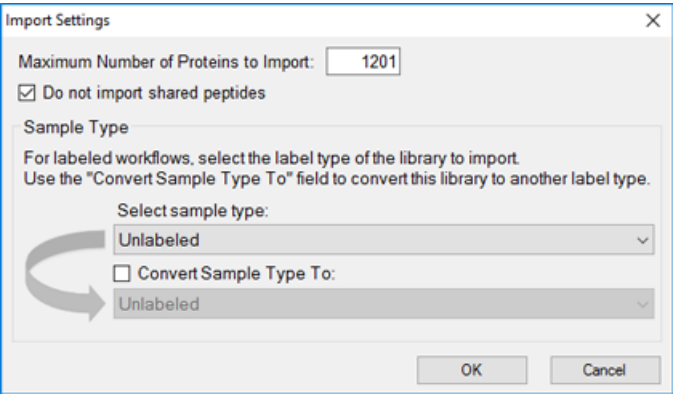 Import Settings
Maximum Number of Proteins to Import: 1201
Do not import shared peptides
Sample Type
For labeled workflows, select the label type of the library to import.
Use the "Convert Sample Type To" field to convert this library to another label type.
Select sample type:
Unlabeled
Convert Sample Type To:
Unlabeled
OK Cancel